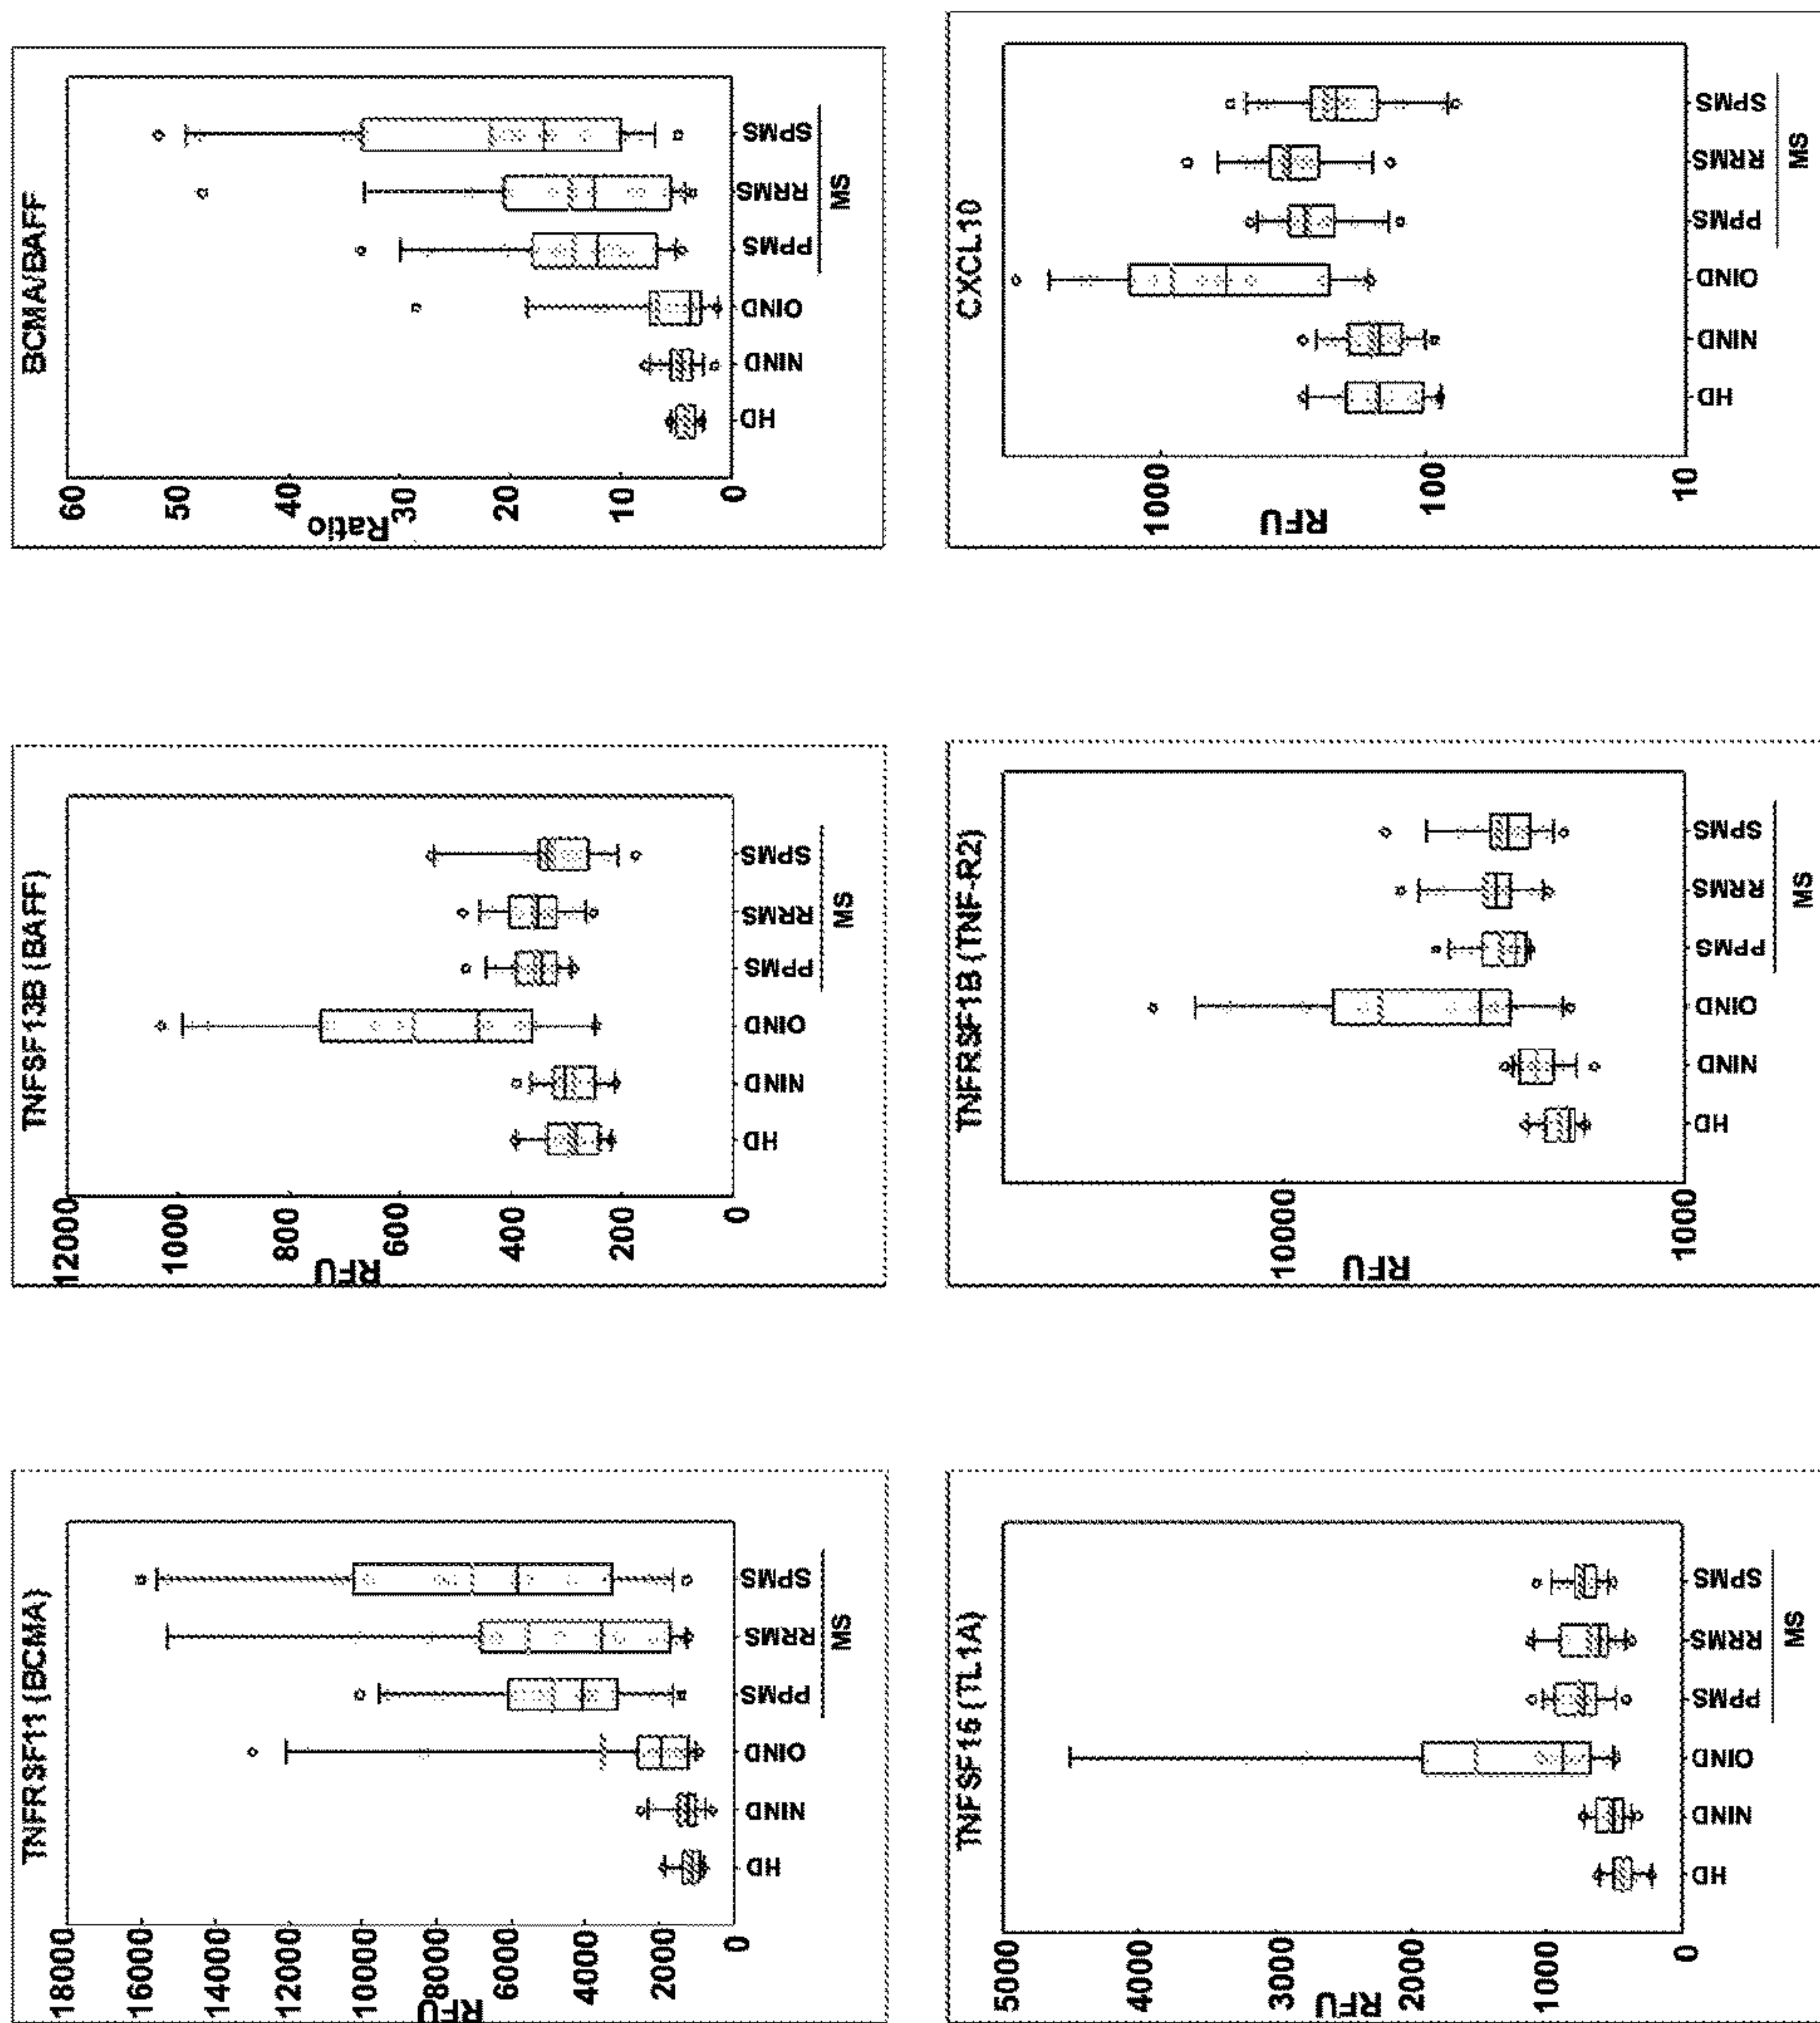 TNFRSF11 (BCMA)
RFU
18000
16000
14000
12000
10000
8000
6000
4000
2000
0
HD NIND OIND PPMS RRMS SPMS
MS
TNFSF13B (BAFF)
RFU
12000
1000
800
600
400
200
0
HD NIND OIND PPMS RRMS SPMS
MS
BCMA/BAFF
Ratio
60
50
40
30
20
10
0
HD NIND OIND PPMS RRMS SPMS
MS
TNFSF15 (TL1A)
RFU
5000
4000
3000
2000
1000
0
HD NIND OIND PPMS RRMS SPMS
MS
TNFRSF1B (TNF-R2)
RFU
10000
1000
HD NIND OIND PPMS RRMS SPMS
MS
CXCL10
RFU
1000
100
10
HD NIND OIND PPMS RRMS SPMS
MS